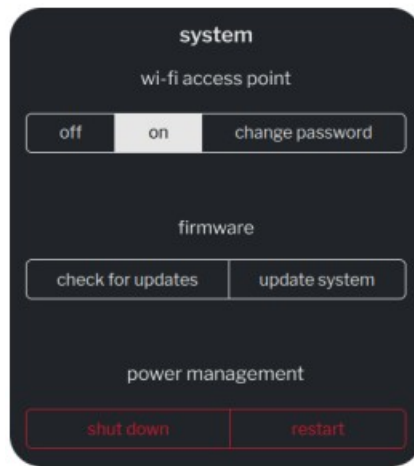 system
wi-fi access point
off on change password
firmware
check for updates update system
power management
shut down restart